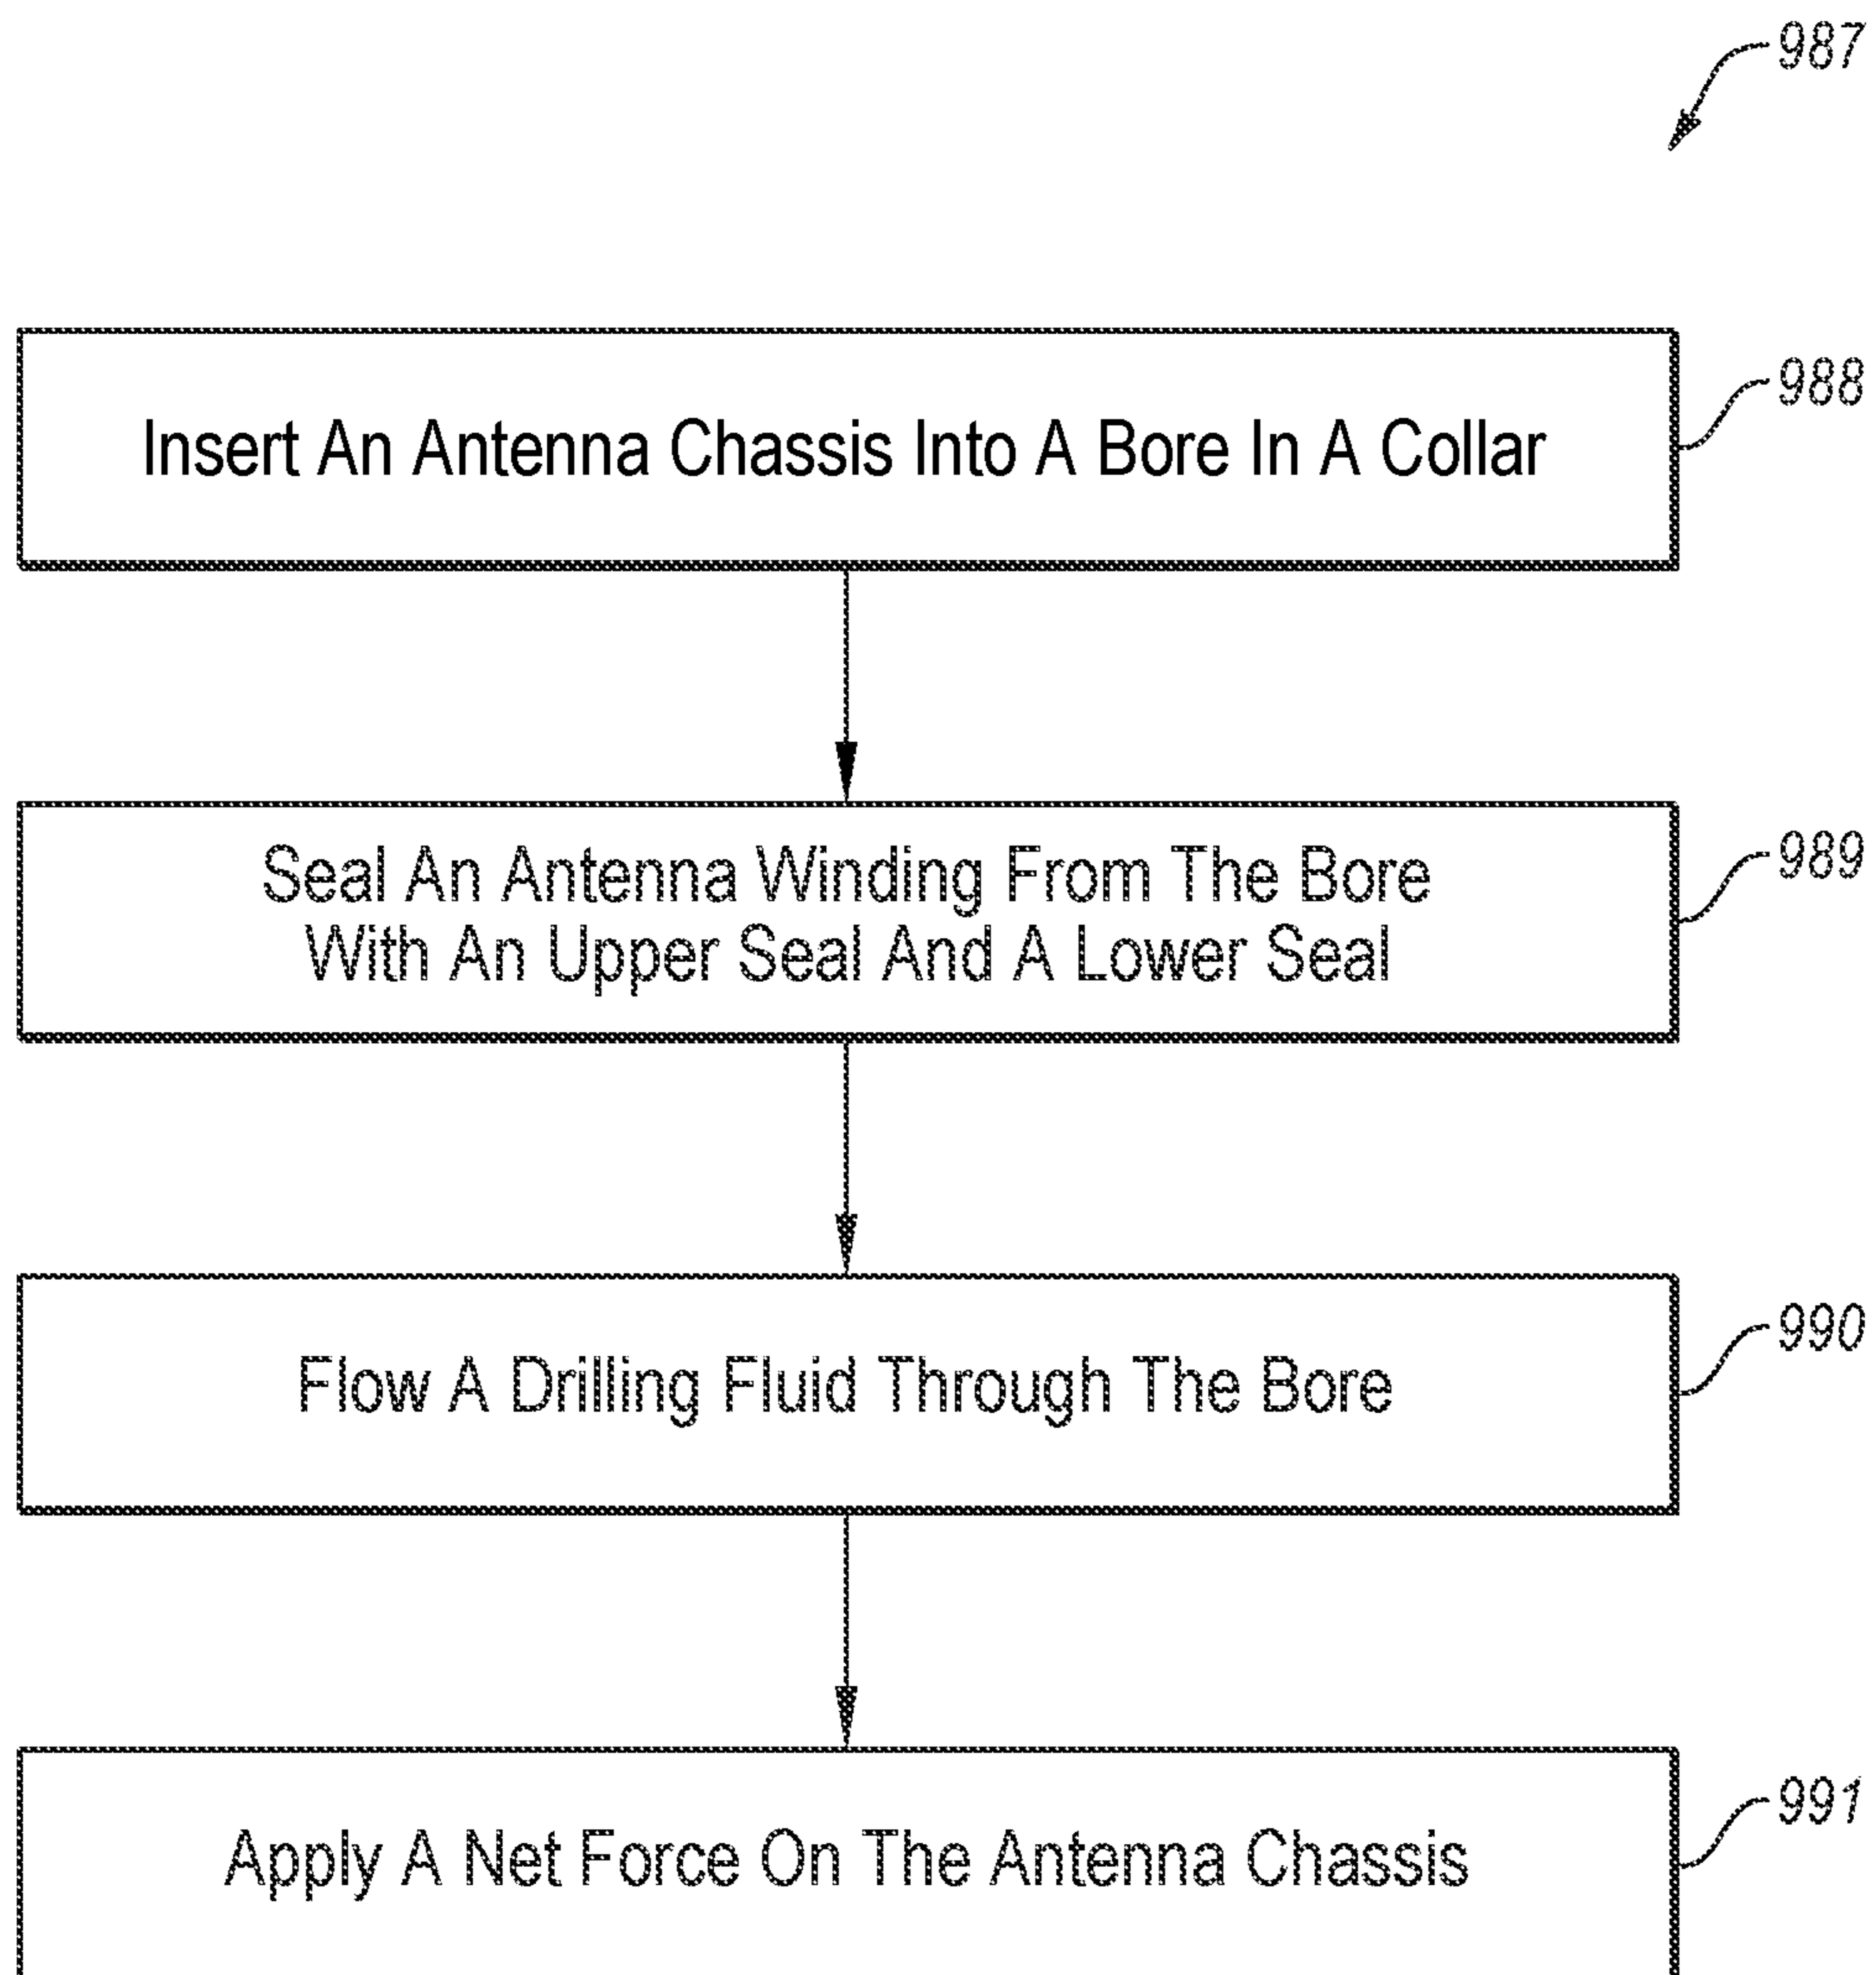 987
Insert An Antenna Chassis Into A Bore In A Collar
988
Seal An Antenna Winding From The Bore
With An Upper Seal And A Lower Seal
989
Flow A Drilling Fluid Through The Bore
990
Apply A Net Force On The Antenna Chassis
991